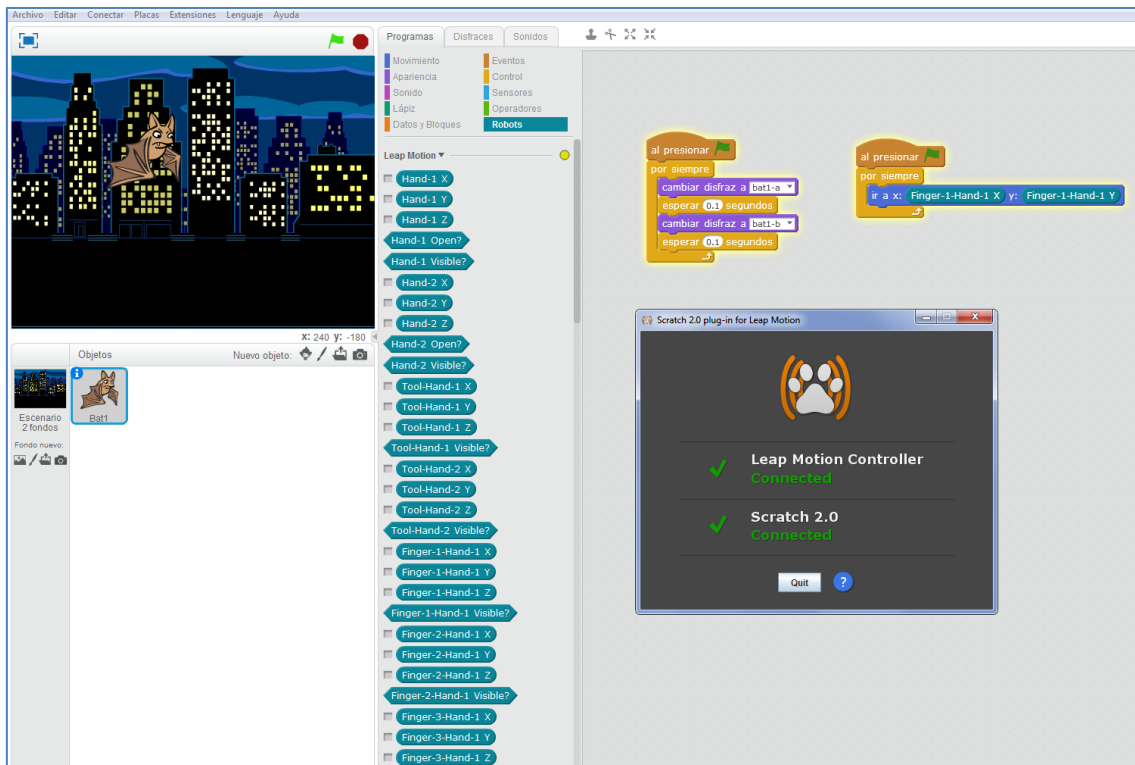 Archivo Editar Conectar Placas Extensiones Lenguaje Ayuda
Programas Disfraces Sonidos
Movimiento Eventos
Apariencia Control
Sonido Sensores
Lápiz Operadores
Datos y Bloques Robots
Leap Motion
Hand-1 X
Hand-1 Y
Hand-1 Z
Hand-1 Open?
Hand-1 Visible?
Hand-2 X
Hand-2 Y
Hand-2 Z
Hand-2 Open?
Hand-2 Visible?
Tool-Hand-1 X
Tool-Hand-1 Y
Tool-Hand-1 Z
Tool-Hand-1 Visible?
Tool-Hand-2 X
Tool-Hand-2 Y
Tool-Hand-2 Z
Tool-Hand-2 Visible?
Finger-1-Hand-1 X
Finger-1-Hand-1 Y
Finger-1-Hand-1 Z
Finger-1-Hand-1 Visible?
Finger-2-Hand-1 X
Finger-2-Hand-1 Y
Finger-2-Hand-1 Z
Finger-2-Hand-1 Visible?
Finger-3-Hand-1 X
Finger-3-Hand-1 Y
Finger-3-Hand-1 Z
x: 240 y: -180
Objetos Nuevo objeto:
Escenario
2 fondos
Fondo nuevo:
Bat1
al presionar
por siempre
cambiar disfraz a bat1-a
esperar 0.1 segundos
cambiar disfraz a bat1-b
esperar 0.1 segundos
al presionar
por siempre
ir a x: Finger-1-Hand-1 X y: Finger-1-Hand-1 Y
Scratch 2.0 plug-in for Leap Motion
Leap Motion Controller
Connected
Scratch 2.0
Connected
Quit ?